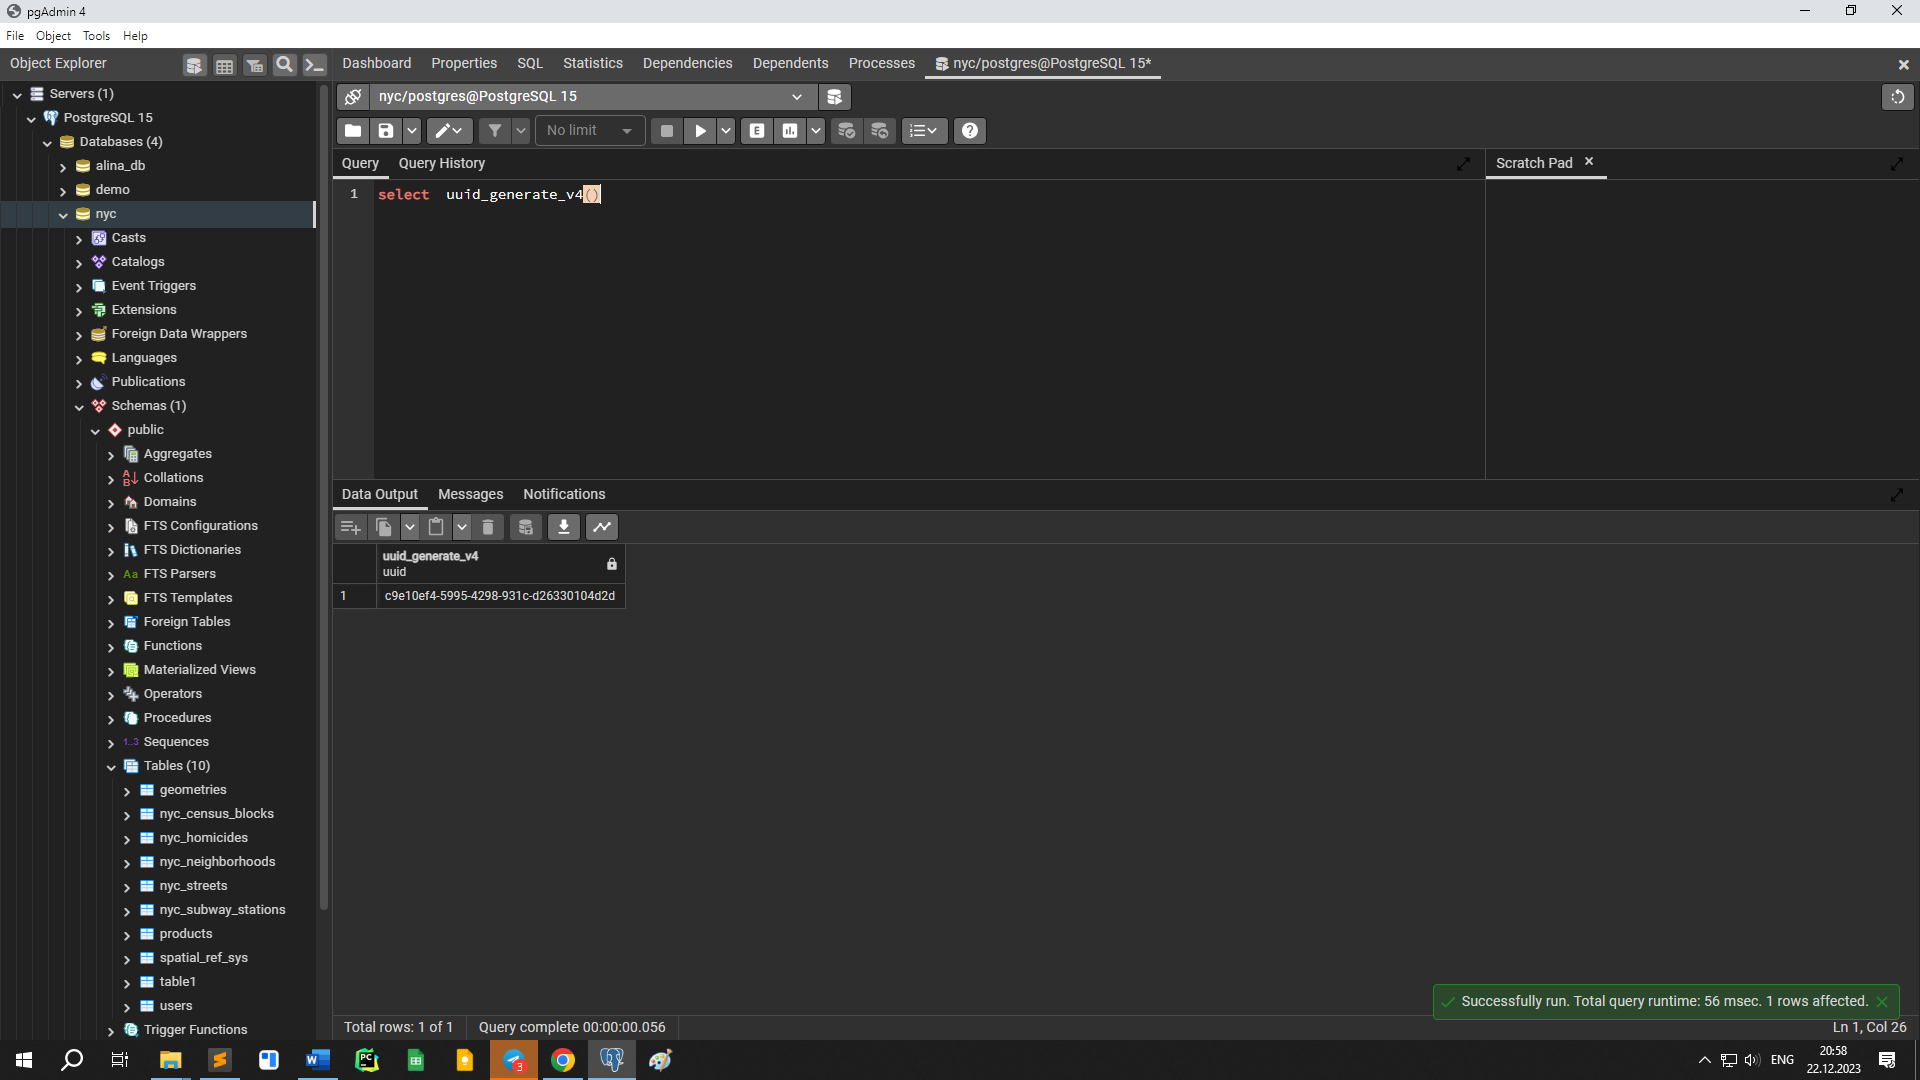 pgAdmin 4
File Object Tools Help
Object Explorer
Dashboard Properties SQL Statistics Dependencies Dependents Processes nyc/postgres@PostgreSQL 15*
Servers (1)
PostgreSQL 15
Databases (4)
alina_db
demo
nyc
Casts
Catalogs
Event Triggers
Extensions
Foreign Data Wrappers
Languages
Publications
Schemas (1)
public
Aggregates
Collations
Domains
FTS Configurations
FTS Dictionaries
Aa FTS Parsers
FTS Templates
Foreign Tables
Functions
Materialized Views
Operators
Procedures
1..3 Sequences
Tables (10)
geometries
nyc_census_blocks
nyc_homicides
nyc_neighborhoods
nyc_streets
nyc_subway_stations
products
spatial_ref_sys
table1
users
Trigger Functions
nyc/postgres@PostgreSQL 15
No limit
E
Query Query History
Scratch Pad
1 select  uuid_generate_v4()
Data Output Messages Notifications
uuid_generate_v4
uuid
1 c9e10ef4-5995-4298-931c-d26330104d2d
Successfully run. Total query runtime: 56 msec. 1 rows affected.
Total rows: 1 of 1 Query complete 00:00:00.056
Ln 1, Col 26
PC
3
ENG
20:58
22.12.2023